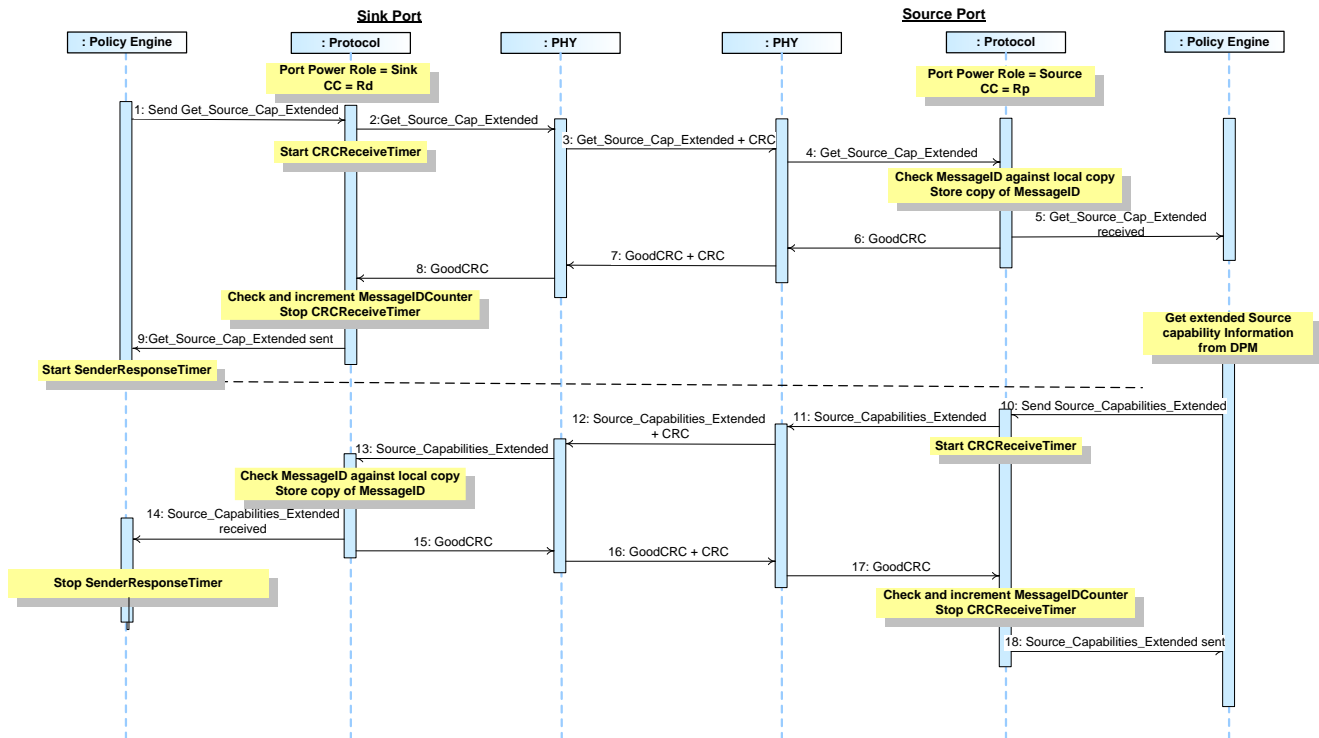 Sink Port
Source Port
: Policy Engine
: Protocol
: PHY
: PHY
: Protocol
: Policy Engine
Port Power Role = Sink
CC = Rd
Port Power Role = Source
CC = Rp
1: Send Get_Source_Cap_Extended
2:Get_Source_Cap_Extended
Start CRCReceiveTimer
3: Get_Source_Cap_Extended + CRC
4: Get_Source_Cap_Extended
Check MessageID against local copy
Store copy of MessageID
5: Get_Source_Cap_Extended
received
6: GoodCRC
7: GoodCRC + CRC
8: GoodCRC
Check and increment MessageIDCounter
Stop CRCReceiveTimer
9:Get_Source_Cap_Extended sent
Start SenderResponseTimer
Get extended Source
capability Information
from DPM
10: Send Source_Capabilities_Extended
11: Source_Capabilities_Extended
Start CRCReceiveTimer
12: Source_Capabilities_Extended
+ CRC
13: Source_Capabilities_Extended
Check MessageID against local copy
Store copy of MessageID
14: Source_Capabilities_Extended
received
15: GoodCRC
16: GoodCRC + CRC
17: GoodCRC
Stop SenderResponseTimer
Check and increment MessageIDCounter
Stop CRCReceiveTimer
18: Source_Capabilities_Extended sent